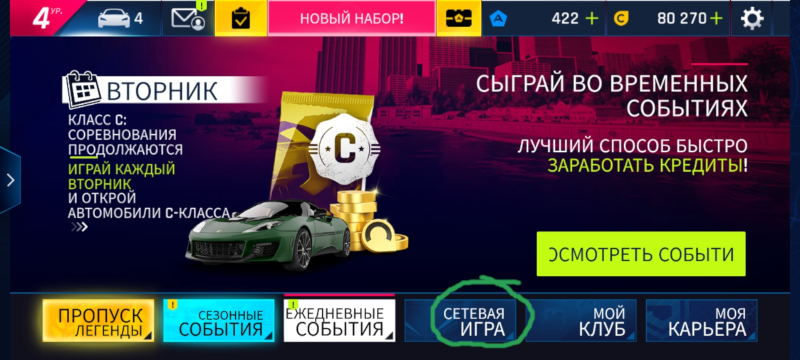 4 УР.
4
НОВЫЙ НАБОР!
422 +
80 270 +
ВТОРНИК
КЛАСС C:
СОРЕВНОВАНИЯ
ПРОДОЛЖАЮТСЯ
ИГРАЙ КАЖДЫЙ
ВТОРНИК
И ОТКРОЙ
АВТОМОБИЛИ C-КЛАССА
C
СЫГРАЙ ВО ВРЕМЕННЫХ
СОБЫТИЯХ
ЛУЧШИЙ СПОСОБ БЫСТРО
ЗАРАБОТАТЬ КРЕДИТЫ!
ОСМОТРЕТЬ СОБЫТИ
ПРОПУСК
ЛЕГЕНДЫ
СЕЗОННЫЕ
СОБЫТИЯ
ЕЖЕДНЕВНЫЕ
СОБЫТИЯ
СЕТЕВАЯ
ИГРА
МОЙ
КЛУБ
МОЯ
КАРЬЕРА